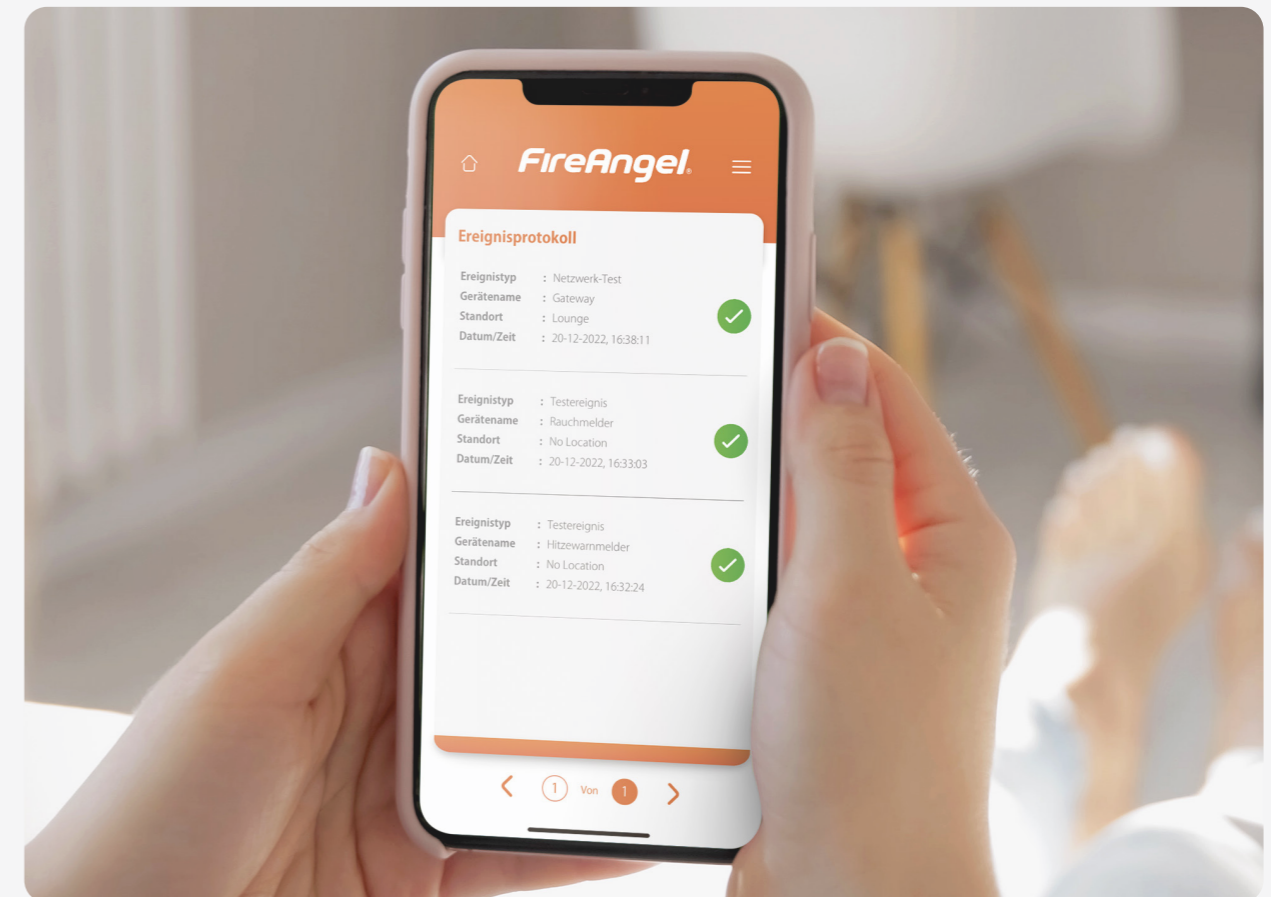 FireAngel®
Ereignisprotokoll
Ereignistyp : Netzwerk-Test
Gerätename : Gateway
Standort : Lounge
Datum/Zeit : 20-12-2022, 16:38:11
Ereignistyp : Testereignis
Gerätename : Rauchmelder
Standort : No Location
Datum/Zeit : 20-12-2022, 16:33:03
Ereignistyp : Testereignis
Gerätename : Hitzewarnmelder
Standort : No Location
Datum/Zeit : 20-12-2022, 16:32:24
1 Von 1